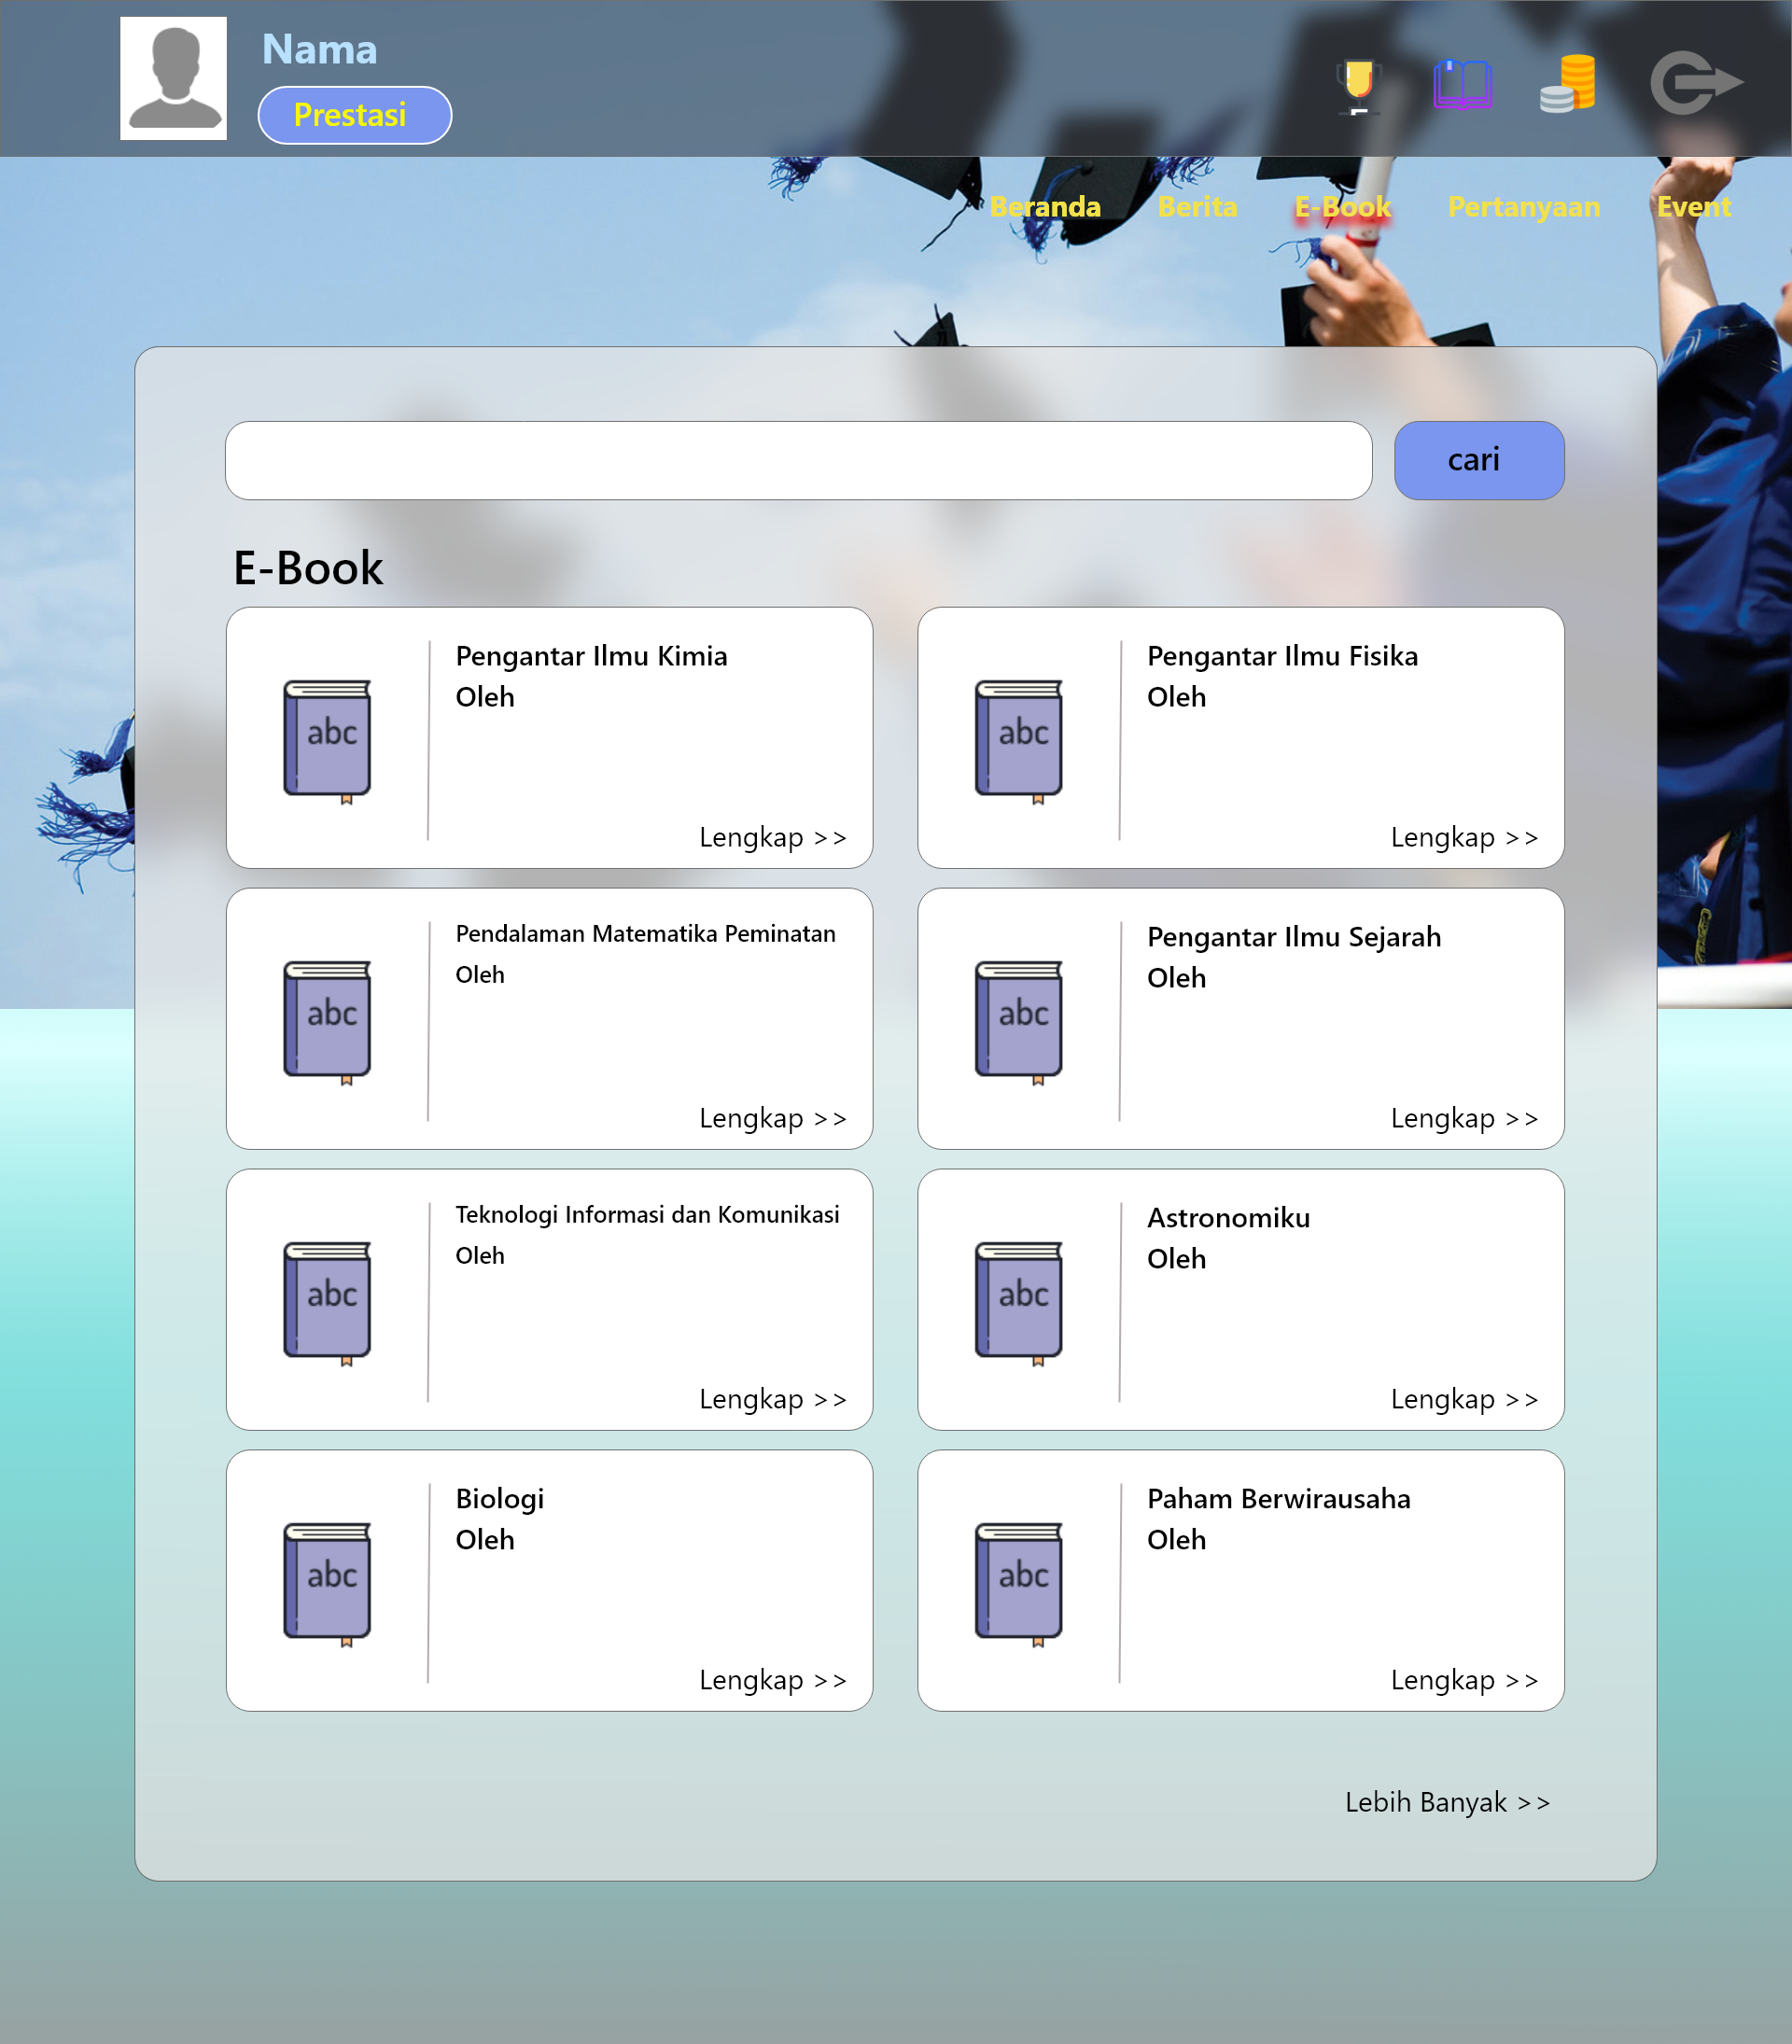 Nama
Prestasi
Beranda Berita E-Book Pertanyaan Event
cari
E-Book
abc
Pengantar Ilmu Kimia
Oleh
Lengkap >>
abc
Pengantar Ilmu Fisika
Oleh
Lengkap >>
abc
Pendalaman Matematika Peminatan
Oleh
Lengkap >>
abc
Pengantar Ilmu Sejarah
Oleh
Lengkap >>
abc
Teknologi Informasi dan Komunikasi
Oleh
Lengkap >>
abc
Astronomiku
Oleh
Lengkap >>
abc
Biologi
Oleh
Lengkap >>
abc
Paham Berwirausaha
Oleh
Lengkap >>
Lebih Banyak >>